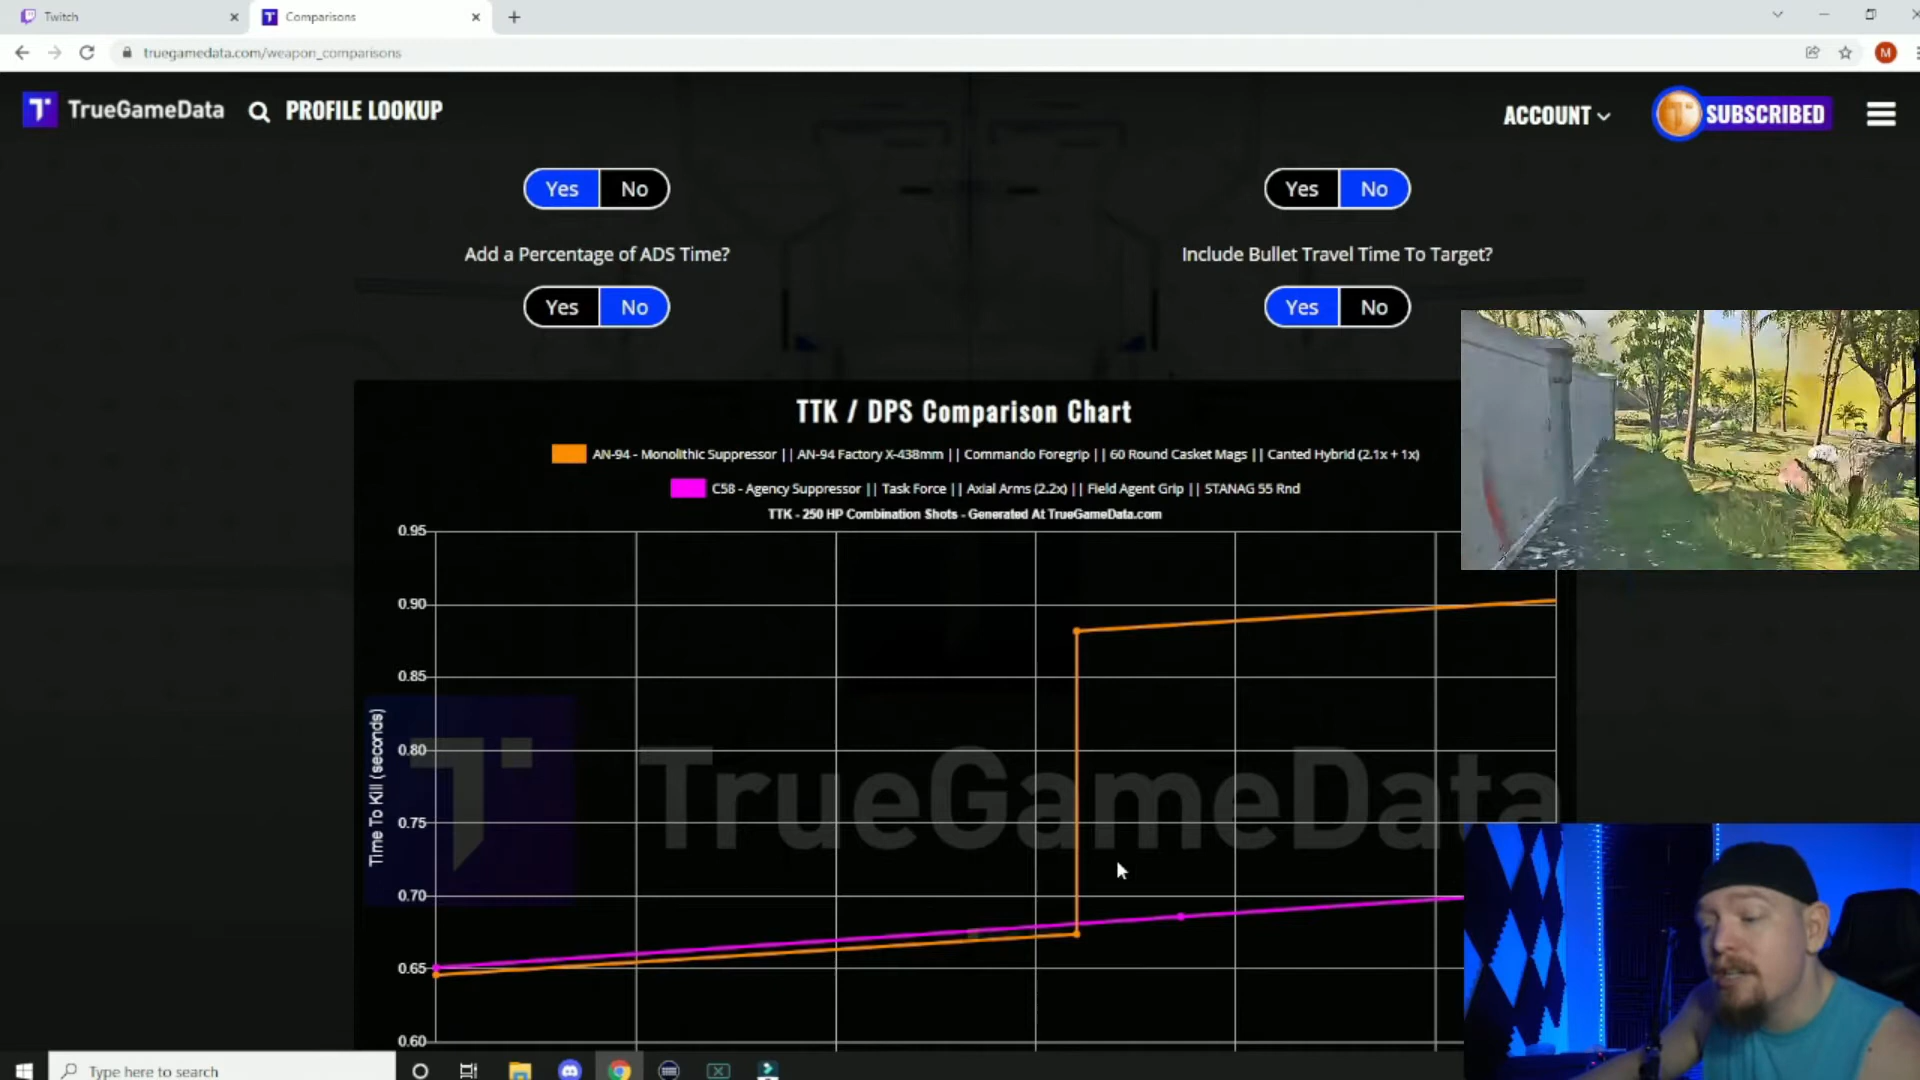 Twitch
Comparisons
truegamedata.com/weapon_comparisons
M
TrueGameData
PROFILE LOOKUP
ACCOUNT
SUBSCRIBED
Yes No
Yes No
Add a Percentage of ADS Time?
Include Bullet Travel Time To Target?
Yes No
Yes No
TTK / DPS Comparison Chart
AN-94 - Monolithic Suppressor || AN-94 Factory X-438mm || Commando Foregrip || 60 Round Casket Mags || Canted Hybrid (2.1x + 1x)
C58 - Agency Suppressor || Task Force || Axial Arms (2.2x) || Field Agent Grip || STANAG 55 Rnd
TTK - 250 HP Combination Shots - Generated At TrueGameData.com
0.95
0.90
0.85
0.80
0.75
0.70
0.65
0.60
Time To Kill (seconds)
TrueGameData
Type here to search